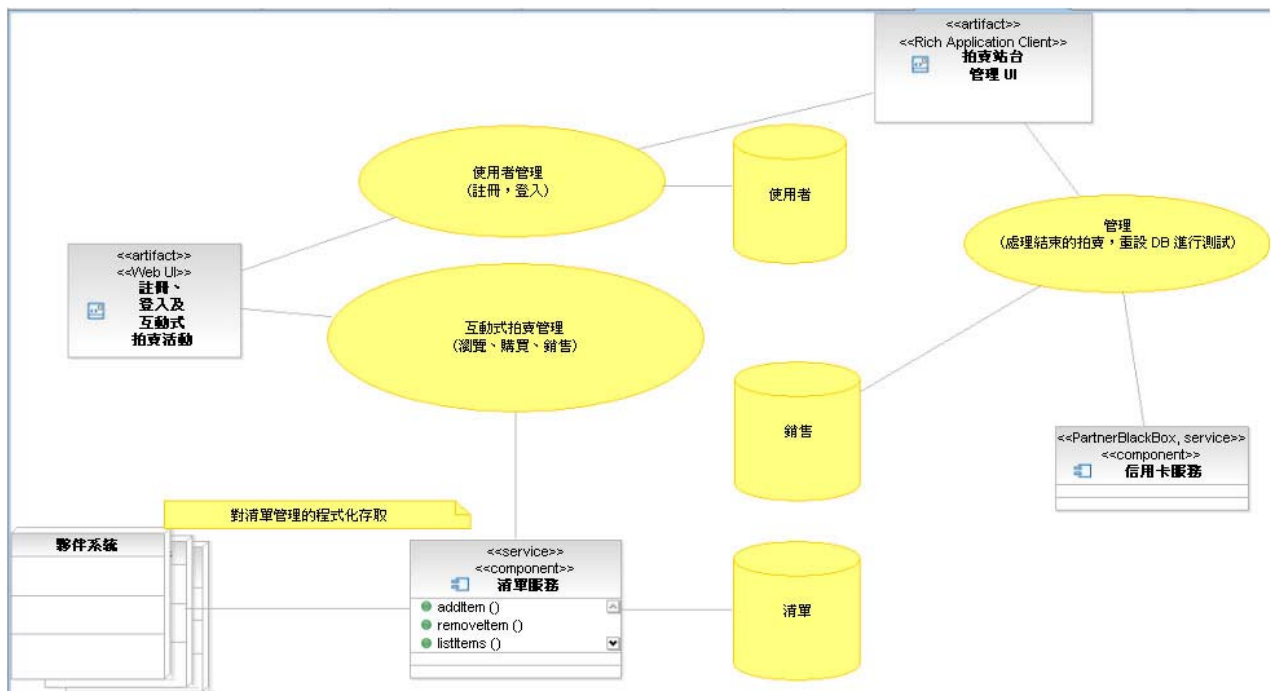 <<artifact>>
<<Rich Application Client>>
拍賣站台
管理 UI
使用者管理
(註冊，登入)
使用者
管理
(處理結束的拍賣，重設 DB 進行測試)
<<artifact>>
<<Web UI>>
註冊、
登入及
互動式
拍賣活動
互動式拍賣管理
(瀏覽、購買、銷售)
銷售
<<PartnerBlackBox, service>>
<<component>>
信用卡服務
對清單管理的程式化存取
夥伴系統
<<service>>
<<component>>
清單服務
addItem ()
removeItem ()
listItems ()
清單